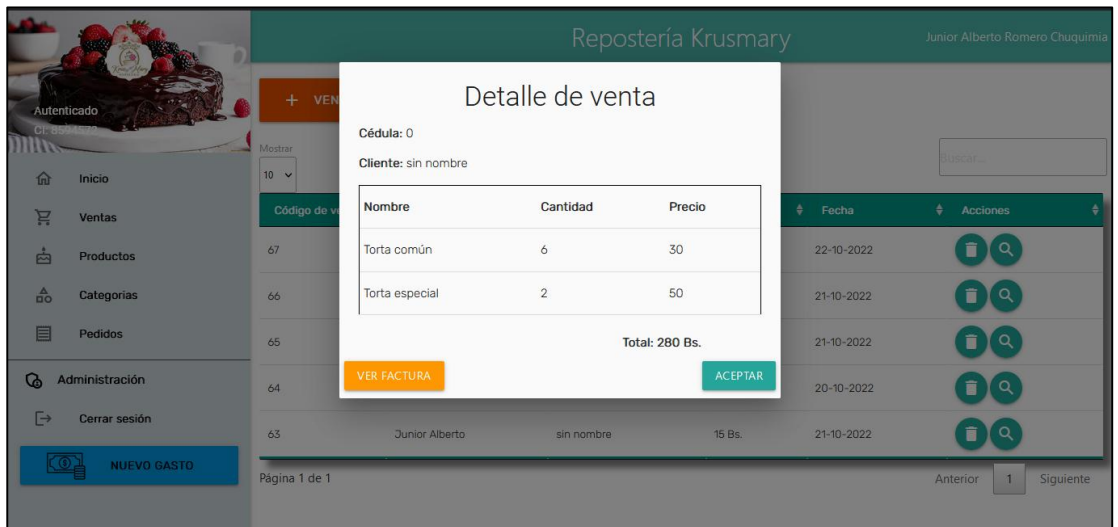 Repostería Krusmary
Junior Alberto Romero Chuquimia
Autenticado
CI: 8594572
Inicio
Ventas
Productos
Categorias
Pedidos
Administración
Cerrar sesión
NUEVO GASTO
+ VEN
Mostrar
10
Buscar...
Código de ve
Fecha
Acciones
67
22-10-2022
66
21-10-2022
65
21-10-2022
64
20-10-2022
63
Junior Alberto
sin nombre
15 Bs.
21-10-2022
Página 1 de 1
Anterior
1
Siguiente
Detalle de venta
Cédula: 0
Cliente: sin nombre
Nombre Cantidad Precio
Torta común 6 30
Torta especial 2 50
Total: 280 Bs.
VER FACTURA
ACEPTAR